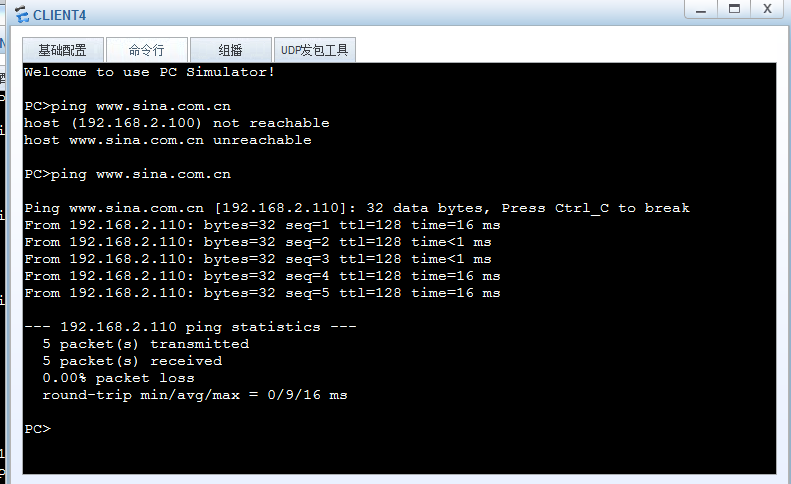 CLIENT4
基础配置 命令行 组播 UDP发包工具
Welcome to use PC Simulator!
PC>ping www.sina.com.cn
host (192.168.2.100) not reachable
host www.sina.com.cn unreachable
PC>ping www.sina.com.cn
Ping www.sina.com.cn [192.168.2.110]: 32 data bytes, Press Ctrl_C to break
From 192.168.2.110: bytes=32 seq=1 ttl=128 time=16 ms
From 192.168.2.110: bytes=32 seq=2 ttl=128 time<1 ms
From 192.168.2.110: bytes=32 seq=3 ttl=128 time<1 ms
From 192.168.2.110: bytes=32 seq=4 ttl=128 time=16 ms
From 192.168.2.110: bytes=32 seq=5 ttl=128 time=16 ms
--- 192.168.2.110 ping statistics ---
5 packet(s) transmitted
5 packet(s) received
0.00% packet loss
round-trip min/avg/max = 0/9/16 ms
PC>